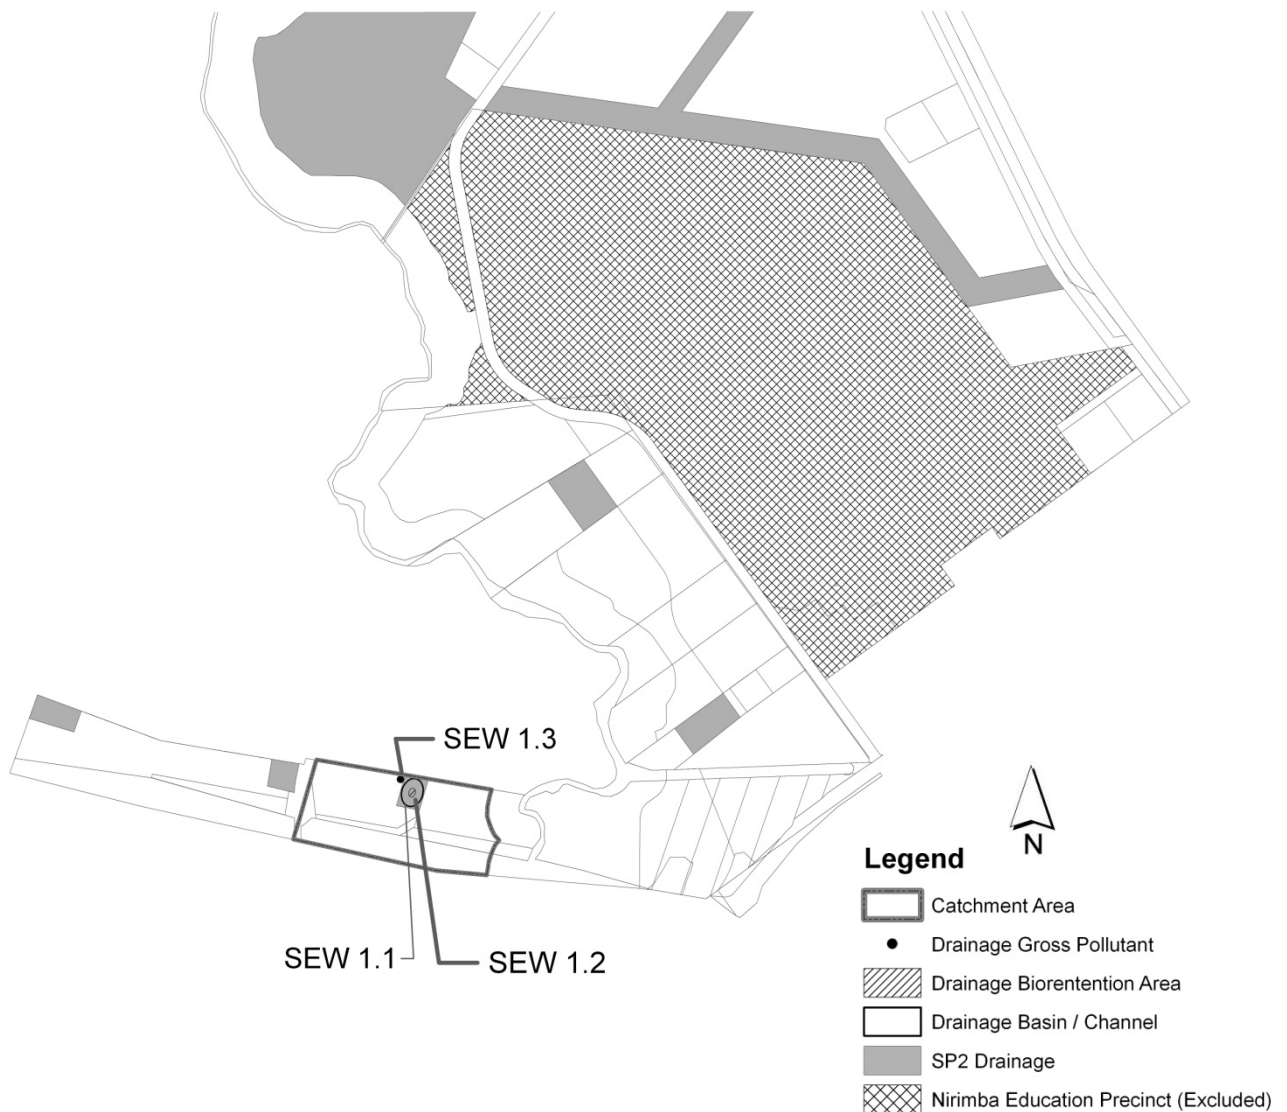 SEW 1.3
SEW 1.1
SEW 1.2
N
Legend
Catchment Area
Drainage Gross Pollutant
Drainage Biorentention Area
Drainage Basin / Channel
SP2 Drainage
Nirimba Education Precinct (Excluded)